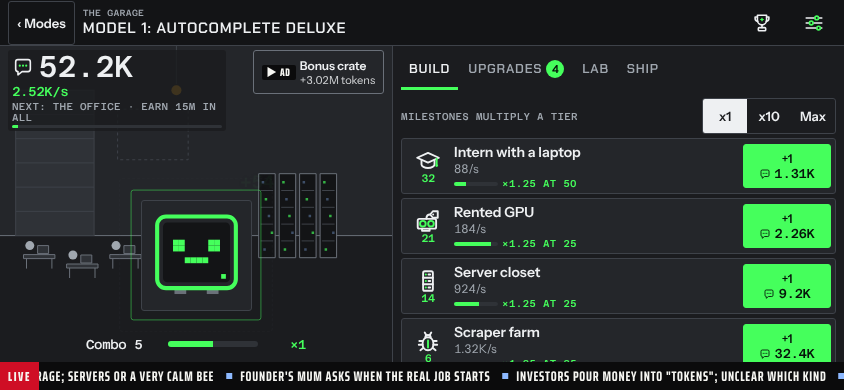 ‹ Modes
THE GARAGE
MODEL 1: AUTOCOMPLETE DELUXE
52.2K
2.52K/s
NEXT: THE OFFICE · EARN 15M IN
ALL
AD
Bonus crate
+3.02M tokens
Combo 5
×1
BUILD
UPGRADES 4
LAB
SHIP
MILESTONES MULTIPLY A TIER
x1
x10
Max
Intern with a laptop
88/s
32
×1.25 AT 50
+1
1.31K
Rented GPU
184/s
21
×1.25 AT 25
+1
2.26K
Server closet
924/s
14
×1.25 AT 25
+1
9.2K
Scraper farm
1.32K/s
6
+1
32.4K
LIVE
RAGE; SERVERS OR A VERY CALM BEE ▪ FOUNDER'S MUM ASKS WHEN THE REAL JOB STARTS ▪ INVESTORS POUR MONEY INTO "TOKENS"; UNCLEAR WHICH KIND